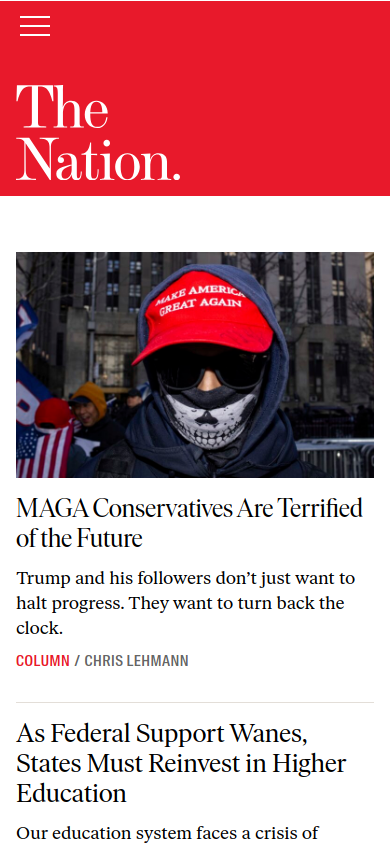 The
Nation.
MAKE AMERICA
GREAT AGAIN
MAGA Conservatives Are Terrified
of the Future
Trump and his followers don’t just want to
halt progress. They want to turn back the
clock.
COLUMN / CHRIS LEHMANN
As Federal Support Wanes,
States Must Reinvest in Higher
Education
Our education system faces a crisis of